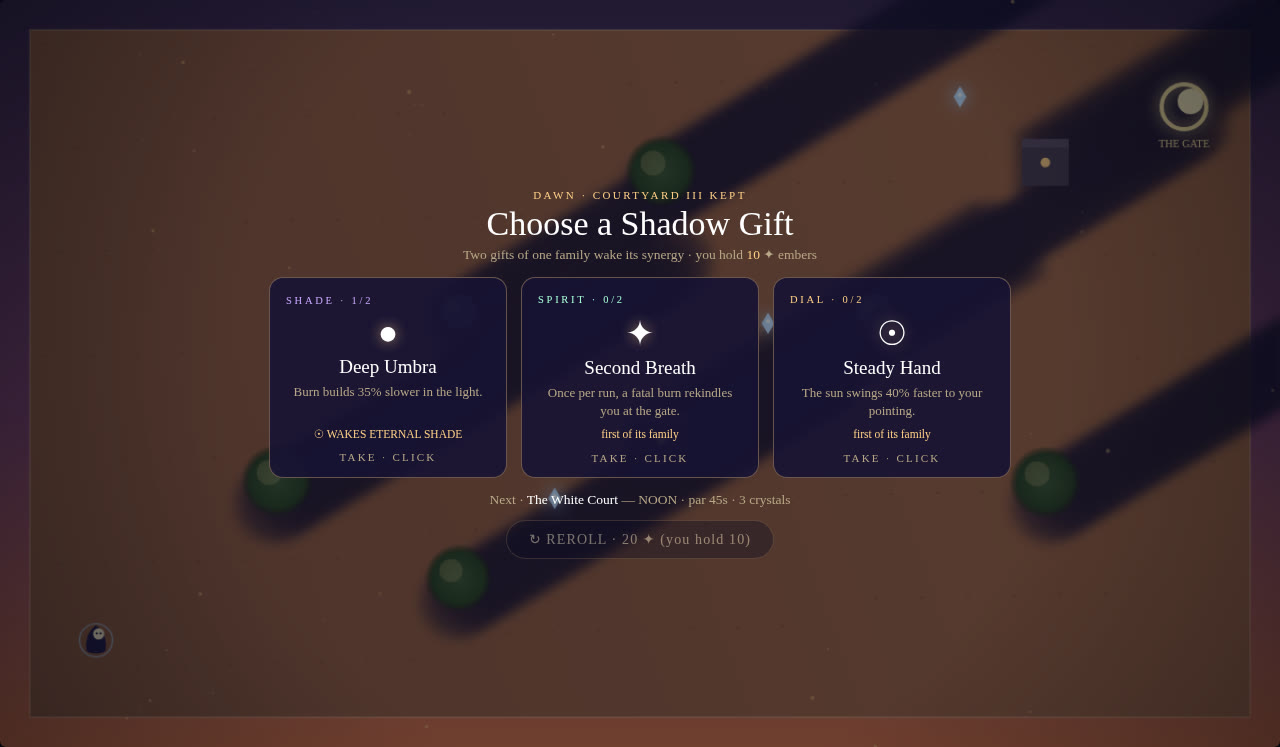 THE GATE
DAWN · COURTYARD III KEPT
Choose a Shadow Gift
Two gifts of one family wake its synergy · you hold 10 ✦ embers
SHADE · 1/2
Deep Umbra
Burn builds 35% slower in the light.
☉ WAKES ETERNAL SHADE
TAKE · CLICK
SPIRIT · 0/2
Second Breath
Once per run, a fatal burn rekindles
you at the gate.
first of its family
TAKE · CLICK
DIAL · 0/2
Steady Hand
The sun swings 40% faster to your
pointing.
first of its family
TAKE · CLICK
Next · The White Court — NOON · par 45s · 3 crystals
↻ REROLL · 20 ✦ (you hold 10)